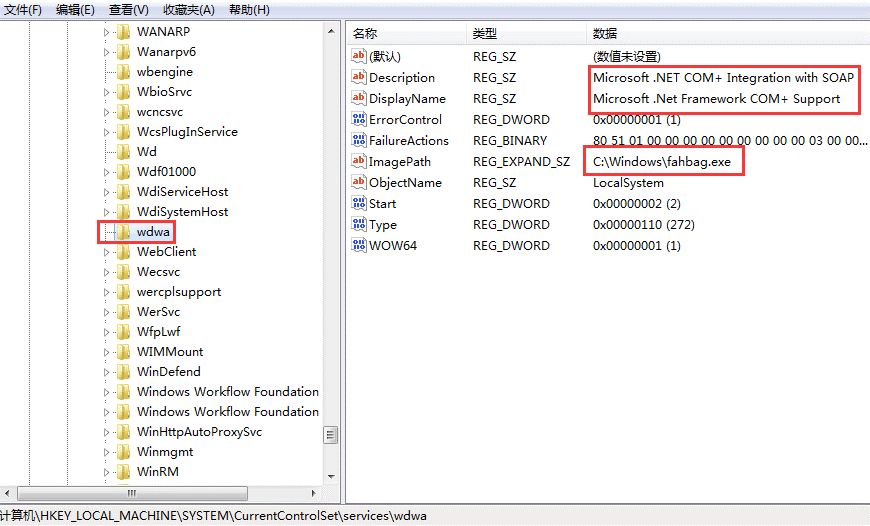 文件(F) 编辑(E) 查看(V) 收藏夹(A) 帮助(H)
WANARP
Wanarpv6
wbengine
WbioSrvc
wcncsvc
WcsPlugInService
Wd
Wdf01000
WdiServiceHost
WdiSystemHost
wdwa
WebClient
Wecsvc
wercplsupport
WerSvc
WfpLwf
WIMMount
WinDefend
Windows Workflow Foundation
Windows Workflow Foundation
WinHttpAutoProxySvc
Winmgmt
WinRM
名称 类型 数据
(默认) REG_SZ (数值未设置)
Description REG_SZ Microsoft .NET COM+ Integration with SOAP
DisplayName REG_SZ Microsoft .Net Framework COM+ Support
ErrorControl REG_DWORD 0x00000001 (1)
FailureActions REG_BINARY 80 51 01 00 00 00 00 00 00 00 00 00 03 00 00...
ImagePath REG_EXPAND_SZ C:\Windows\fahbag.exe
ObjectName REG_SZ LocalSystem
Start REG_DWORD 0x00000002 (2)
Type REG_DWORD 0x00000110 (272)
WOW64 REG_DWORD 0x00000001 (1)
计算机\HKEY_LOCAL_MACHINE\SYSTEM\CurrentControlSet\services\wdwa